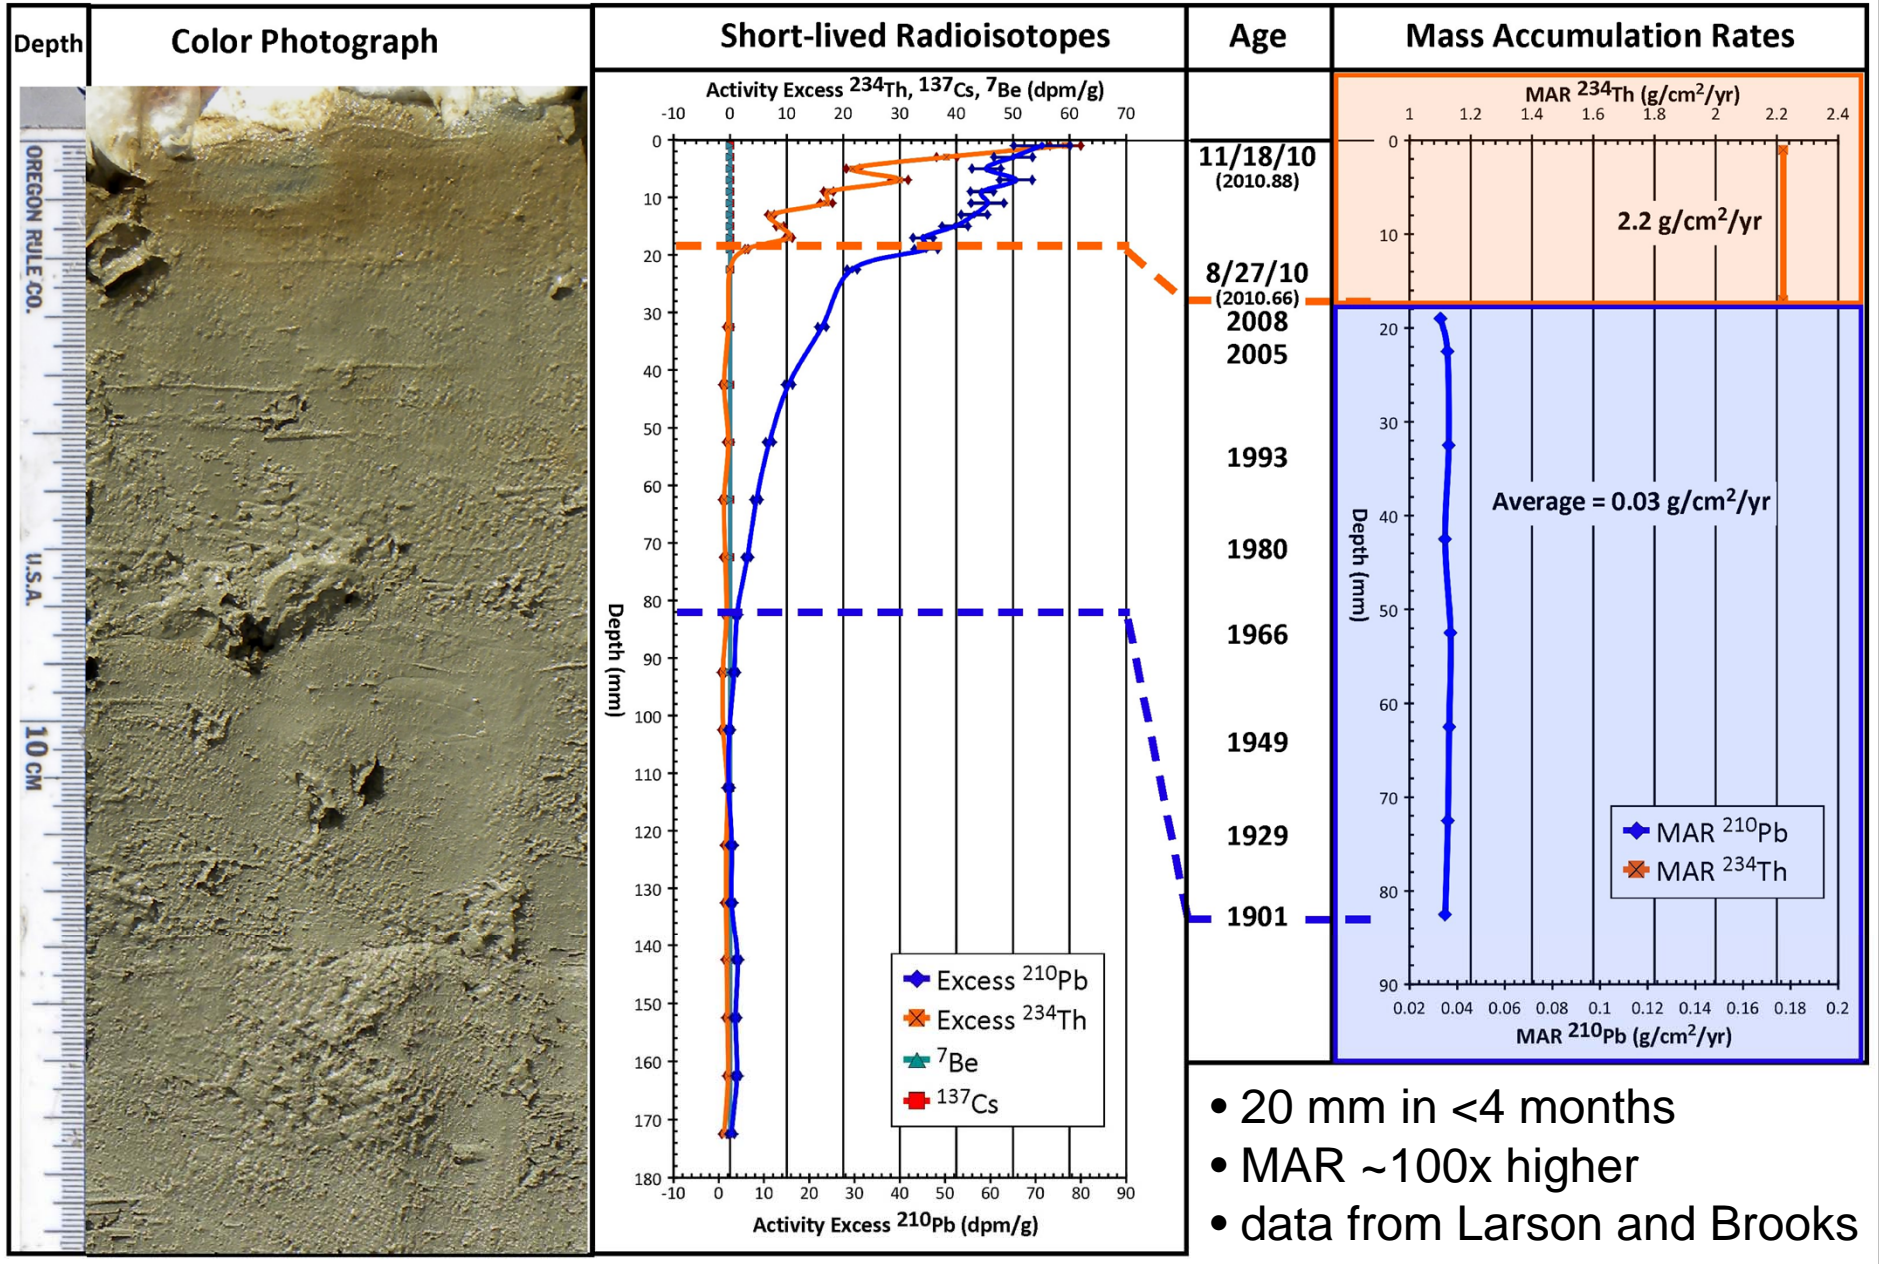 Depth
Color Photograph
Short-lived Radioisotopes
Age
Mass Accumulation Rates
OREGON RULE CO.
U.S.A.
10 CM
Activity Excess ²³⁴Th, ¹³⁷Cs, ⁷Be (dpm/g)
-10 0 10 20 30 40 50 60 70
0
10
20
30
40
50
60
70
80
90
100
110
120
130
140
150
160
170
180
Depth (mm)
Excess ²¹⁰Pb
Excess ²³⁴Th
⁷Be
¹³⁷Cs
-10 0 10 20 30 40 50 60 70 80 90
Activity Excess ²¹⁰Pb (dpm/g)
11/18/10
(2010.88)
8/27/10
(2010.66)
2008
2005
1993
1980
1966
1949
1929
1901
MAR ²³⁴Th (g/cm²/yr)
1 1.2 1.4 1.6 1.8 2 2.2 2.4
0
10
2.2 g/cm²/yr
20
30
40
50
60
70
80
90
Depth (mm)
Average = 0.03 g/cm²/yr
MAR ²¹⁰Pb
MAR ²³⁴Th
0.02 0.04 0.06 0.08 0.1 0.12 0.14 0.16 0.18 0.2
MAR ²¹⁰Pb (g/cm²/yr)
• 20 mm in <4 months
• MAR ~100x higher
• data from Larson and Brooks